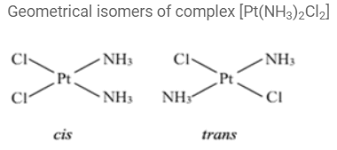 Geometrical isomers of complex [Pt(NH3)2Cl2]
Cl NH3 Cl NH3
Pt Pt
Cl NH3 NH3 Cl
cis trans